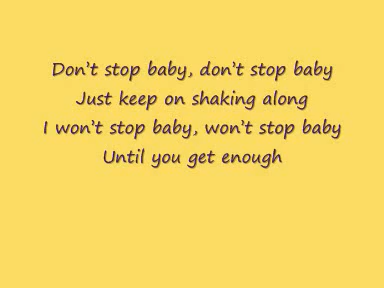 Don't stop baby, don't stop baby
Just keep on shaking along
I won't stop baby, won't stop baby
Until you get enough